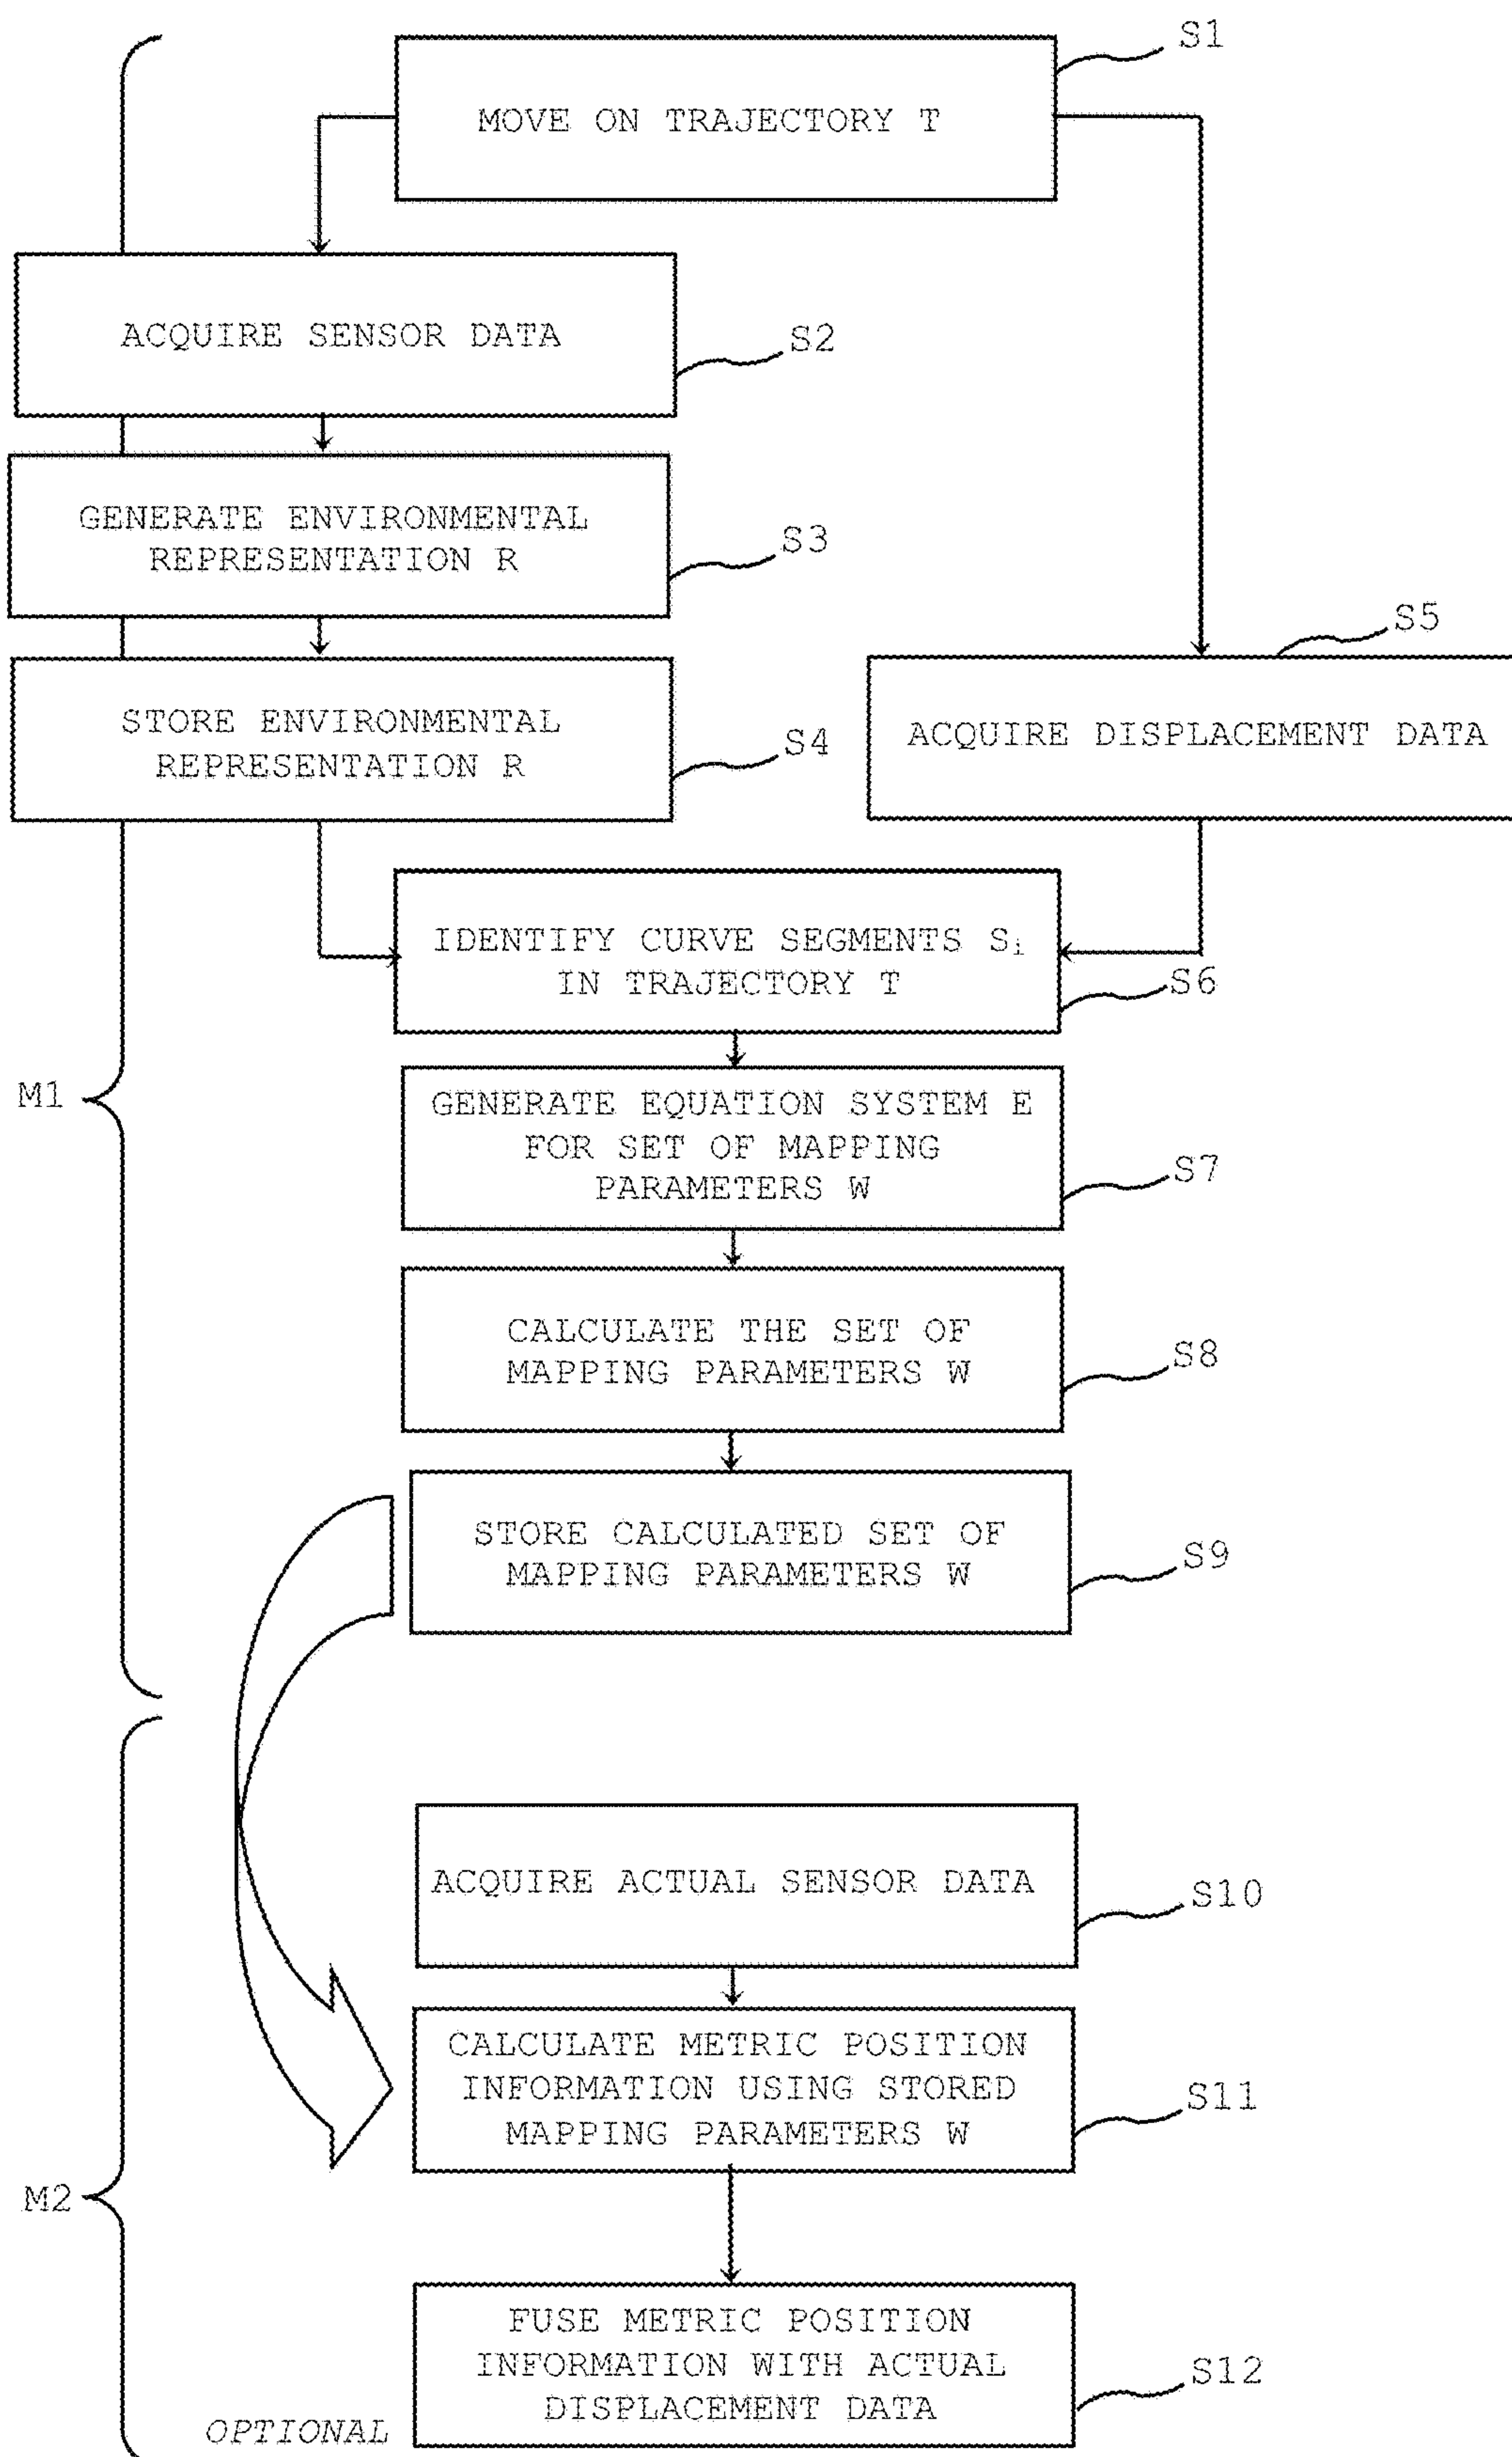 S1
MOVE ON TRAJECTORY T
ACQUIRE SENSOR DATA
S2
GENERATE ENVIRONMENTAL
REPRESENTATION R
S3
STORE ENVIRONMENTAL
REPRESENTATION R
S4
S5
ACQUIRE DISPLACEMENT DATA
IDENTIFY CURVE SEGMENTS Si
IN TRAJECTORY T
S6
M1
GENERATE EQUATION SYSTEM E
FOR SET OF MAPPING
PARAMETERS W
S7
CALCULATE THE SET OF
MAPPING PARAMETERS W
S8
STORE CALCULATED SET OF
MAPPING PARAMETERS W
S9
ACQUIRE ACTUAL SENSOR DATA
S10
CALCULATE METRIC POSITION
INFORMATION USING STORED
MAPPING PARAMETERS W
S11
M2
FUSE METRIC POSITION
INFORMATION WITH ACTUAL
DISPLACEMENT DATA
S12
OPTIONAL